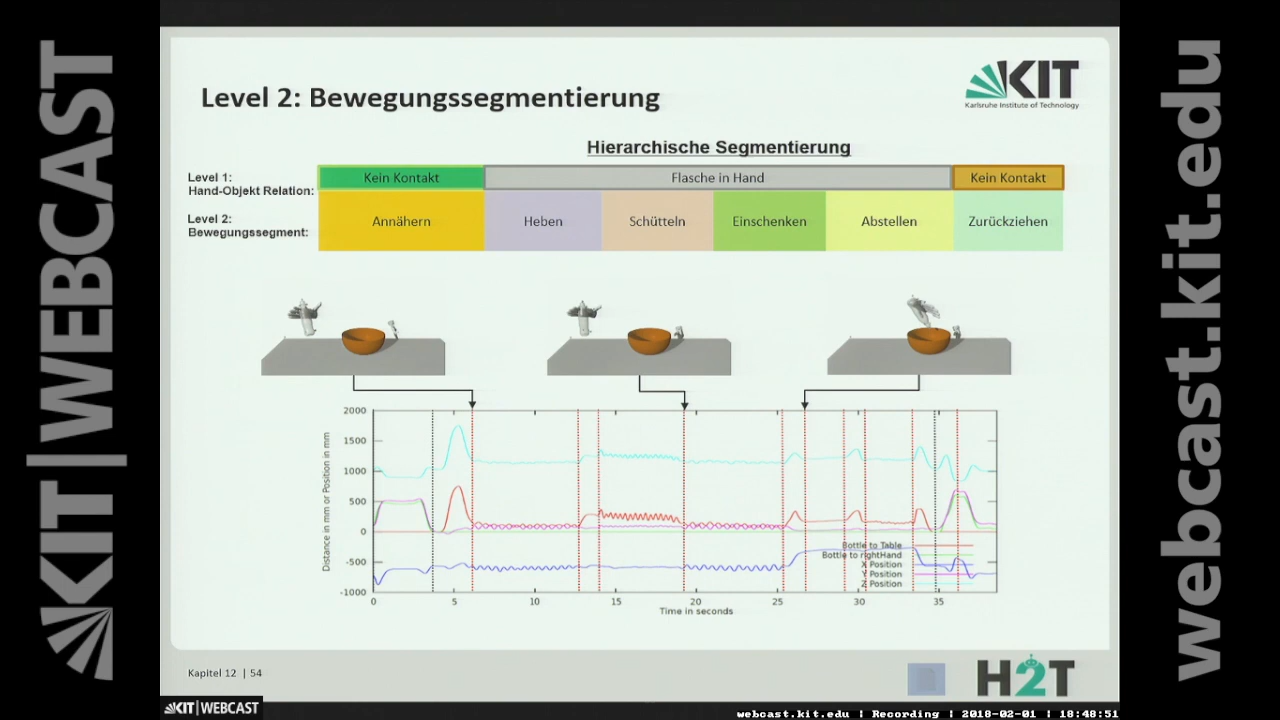 KIT|WEBCAST
webcast.kit.edu
KIT
Karlsruhe Institute of Technology
Level 2: Bewegungssegmentierung
Hierarchische Segmentierung
Level 1:
Hand-Objekt Relation:
Kein Kontakt
Flasche in Hand
Kein Kontakt
Level 2:
Bewegungssegment:
Annähern
Heben
Schütteln
Einschenken
Abstellen
Zurückziehen
Distance in mm or Position in mm
2000
1500
1000
500
0
-500
-1000
Bottle to Table
Bottle to rightHand
X Position
Y Position
Z Position
0 5 10 15 20 25 30 35
Time in seconds
Kapitel 12 | 54
H2T
KIT|WEBCAST
webcast.kit.edu | Recording | 2018-02-01 | 18:48:51